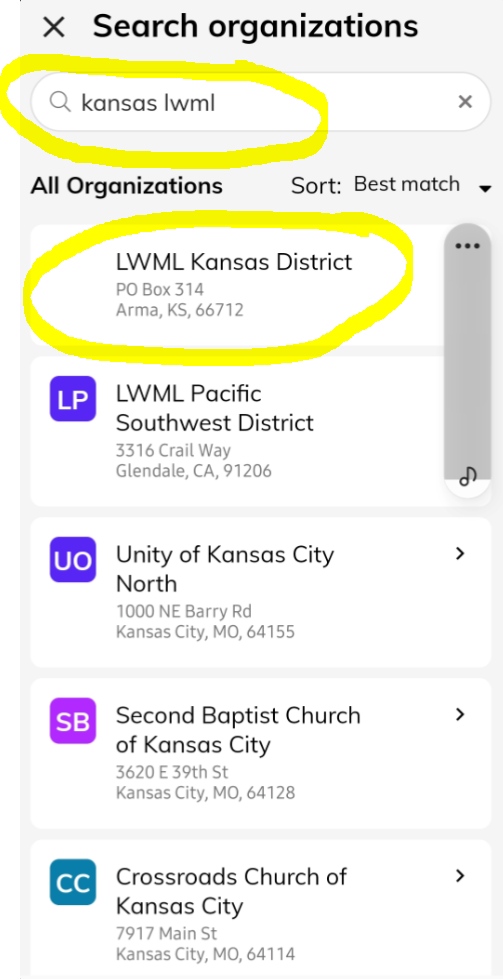 Search organizations
kansas lwml
All Organizations
Sort: Best match
LWML Kansas District
PO Box 314
Arma, KS, 66712
LP
LWML Pacific
Southwest District
3316 Crail Way
Glendale, CA, 91206
UO
Unity of Kansas City
North
1000 NE Barry Rd
Kansas City, MO, 64155
SB
Second Baptist Church
of Kansas City
3620 E 39th St
Kansas City, MO, 64128
CC
Crossroads Church of
Kansas City
7917 Main St
Kansas City, MO, 64114